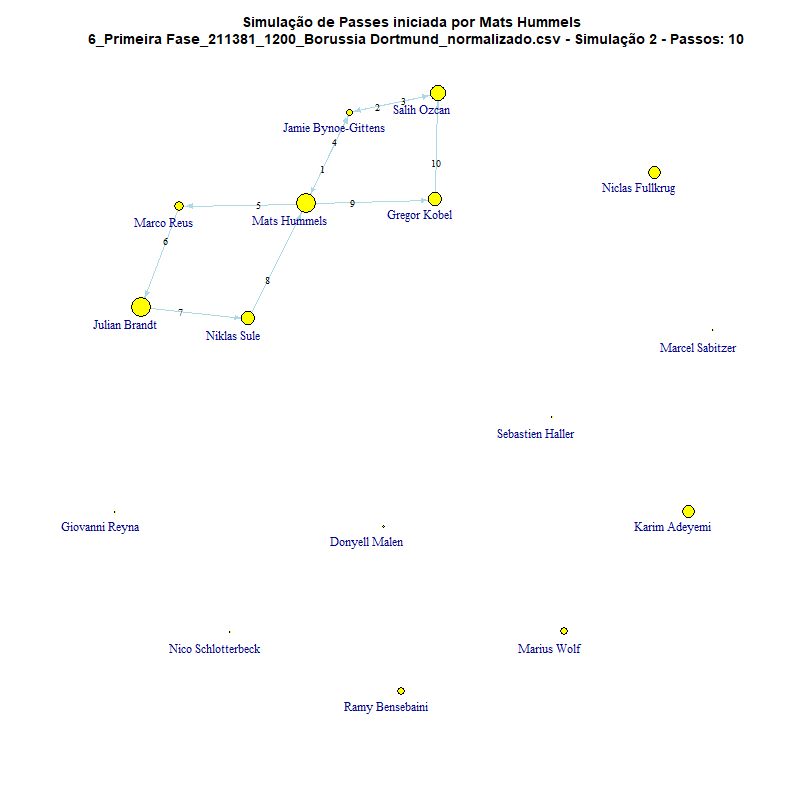 Simulação de Passes iniciada por Mats Hummels
6_Primeira Fase_211381_1200_Borussia Dortmund_normalizado.csv - Simulação 2 - Passos: 10
2
3
Salih Ozcan
Jamie Bynoe-Gittens
4
1
10
Niclas Fullkrug
5
9
Marco Reus
Mats Hummels
Gregor Kobel
6
8
7
Julian Brandt
Niklas Sule
Marcel Sabitzer
Sebastien Haller
Giovanni Reyna
Donyell Malen
Karim Adeyemi
Nico Schlotterbeck
Marius Wolf
Ramy Bensebaini